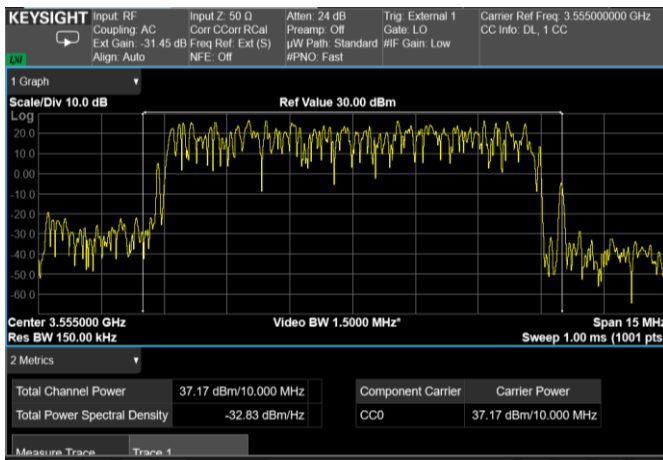 KEYSIGHT Input: RF Input Z: 50 Ω Atten: 24 dB Trig: External 1 Carrier Ref Freq: 3.555000000 GHz
Coupling: AC Corr CCorr RCal Preamp: Off Gate: LO CC Info: DL, 1 CC
Ext Gain: -31.45 dB Freq Ref: Ext (S) µW Path: Standard #IF Gain: Low
LXI Align: Auto NFE: Off #PNO: Fast
1 Graph
Scale/Div 10.0 dB Ref Value 30.00 dBm
Log
20.0
10.0
0.00
-10.0
-20.0
-30.0
-40.0
-50.0
-60.0
Center 3.555000 GHz Video BW 1.5000 MHz* Span 15 MHz
Res BW 150.00 kHz Sweep 1.00 ms (1001 pts
2 Metrics
Total Channel Power 37.17 dBm/10.000 MHz Component Carrier Carrier Power
Total Power Spectral Density -32.83 dBm/Hz CC0 37.17 dBm/10.000 MHz
Measure Trace Trace 1